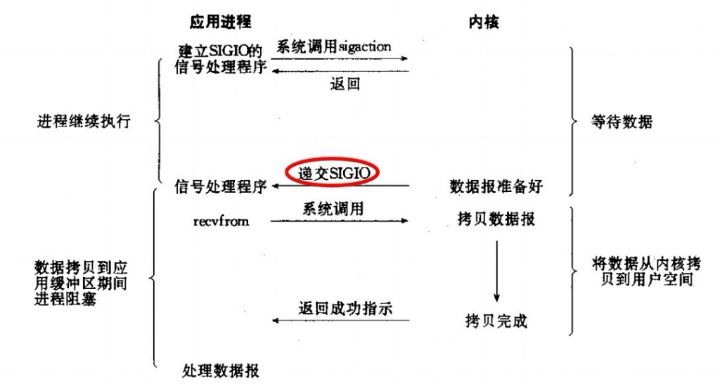 应用进程
内核
建立SIGIO的
信号处理程序
系统调用sigaction
返回
进程继续执行
等待数据
递交SIGIO
信号处理程序
数据报准备好
recvfrom
系统调用
拷贝数据报
数据拷贝到应
用缓冲区期间
进程阻塞
将数据从内核拷
贝到用户空间
返回成功指示
拷贝完成
处理数据报